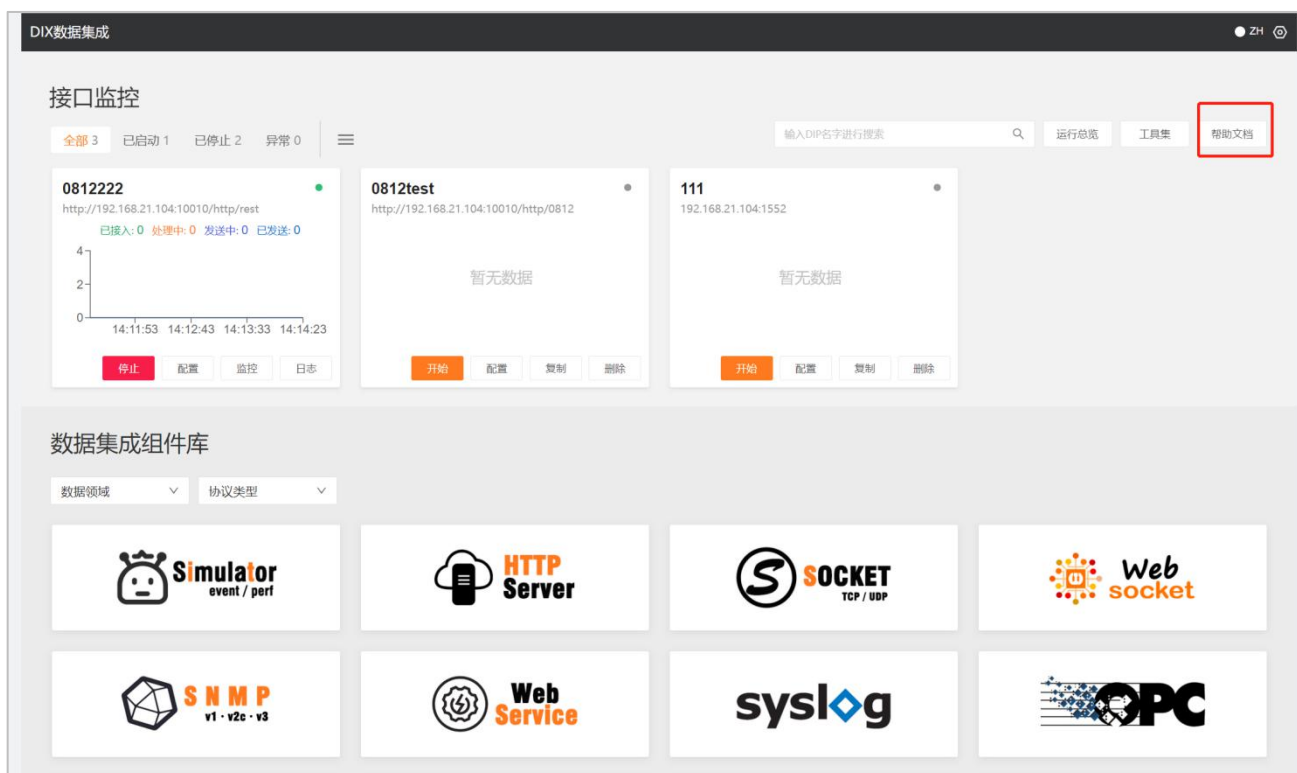 DIX数据集成
ZH
接口监控
全部 3 已启动 1 已停止 2 异常 0
输入DIP名字进行搜索
运行总览 工具集 帮助文档
0812222
http://192.168.21.104:10010/http/rest
已接入: 0 处理中: 0 发送中: 0 已发送: 0
4
2
0
14:11:53 14:12:43 14:13:33 14:14:23
停止 配置 监控 日志
0812test
http://192.168.21.104:10010/http/0812
暂无数据
开始 配置 复制 删除
111
192.168.21.104:1552
暂无数据
开始 配置 复制 删除
数据集成组件库
数据领域 协议类型
Simulator
event / perf
HTTP
Server
SOCKET
TCP / UDP
Web
socket
SNMP
v1 · v2c · v3
Web
Service
syslog
OPC